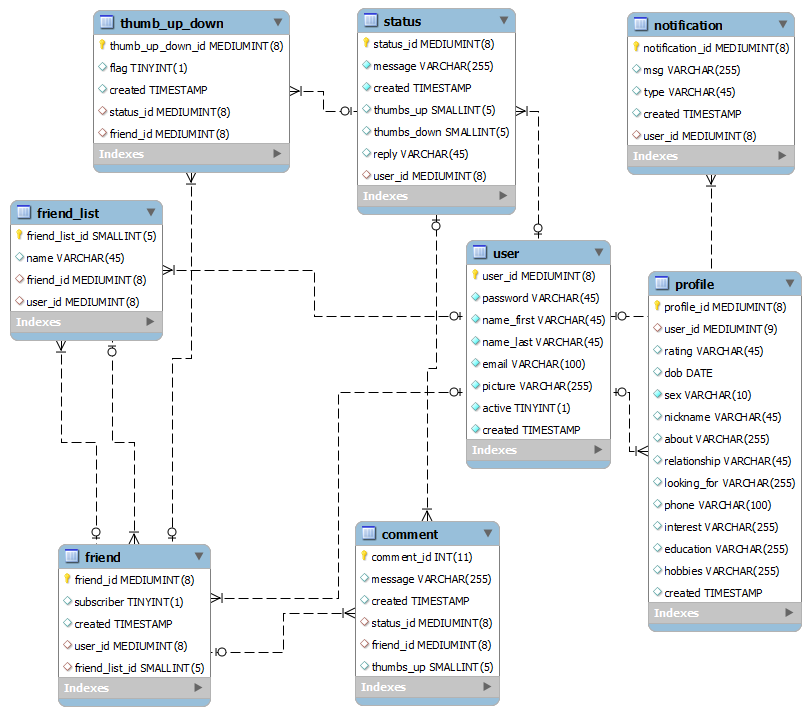 thumb_up_down
thumb_up_down_id MEDIUMINT(8)
flag TINYINT(1)
created TIMESTAMP
status_id MEDIUMINT(8)
friend_id MEDIUMINT(8)
Indexes
status
status_id MEDIUMINT(8)
message VARCHAR(255)
created TIMESTAMP
thumbs_up SMALLINT(5)
thumbs_down SMALLINT(5)
reply VARCHAR(45)
user_id MEDIUMINT(8)
Indexes
notification
notification_id MEDIUMINT(8)
msg VARCHAR(255)
type VARCHAR(45)
created TIMESTAMP
user_id MEDIUMINT(8)
Indexes
friend_list
friend_list_id SMALLINT(5)
name VARCHAR(45)
friend_id MEDIUMINT(8)
user_id MEDIUMINT(8)
Indexes
user
user_id MEDIUMINT(8)
password VARCHAR(45)
name_first VARCHAR(45)
name_last VARCHAR(45)
email VARCHAR(100)
picture VARCHAR(255)
active TINYINT(1)
created TIMESTAMP
Indexes
profile
profile_id MEDIUMINT(8)
user_id MEDIUMINT(9)
rating VARCHAR(45)
dob DATE
sex VARCHAR(10)
nickname VARCHAR(45)
about VARCHAR(255)
relationship VARCHAR(45)
looking_for VARCHAR(255)
phone VARCHAR(100)
interest VARCHAR(255)
education VARCHAR(255)
hobbies VARCHAR(255)
created TIMESTAMP
Indexes
friend
friend_id MEDIUMINT(8)
subscriber TINYINT(1)
created TIMESTAMP
user_id MEDIUMINT(8)
friend_list_id SMALLINT(5)
Indexes
comment
comment_id INT(11)
message VARCHAR(255)
created TIMESTAMP
status_id MEDIUMINT(8)
friend_id MEDIUMINT(8)
thumbs_up SMALLINT(5)
Indexes